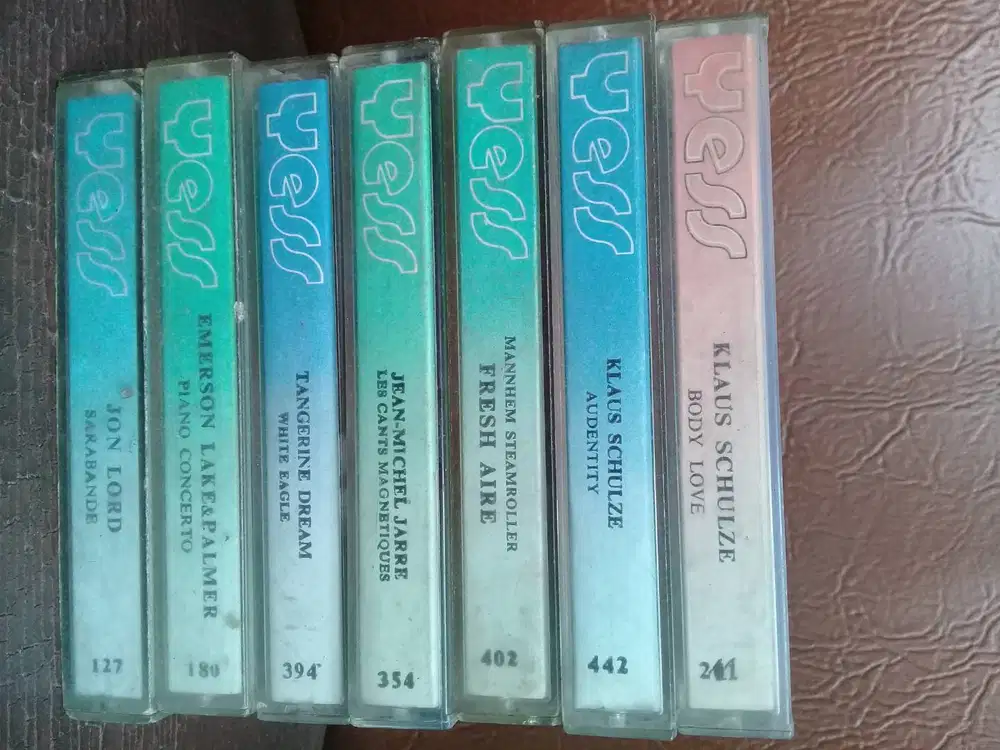 Yess
JON LORD
SARABANDE
127
Yess
EMERSON LAKE&PALMER
PIANO CONCERTO
180
Yess
TANGERINE DREAM
WHITE EAGLE
394
Yess
JEAN-MICHEL JARRE
LES CANTS MAGNETIQUES
354
Yess
MANNHEM STEAMROLLER
FRESH AIRE
402
Yess
KLAUS SCHULZE
AUDENTITY
442
Yess
KLAUS SCHULZE
BODY LOVE